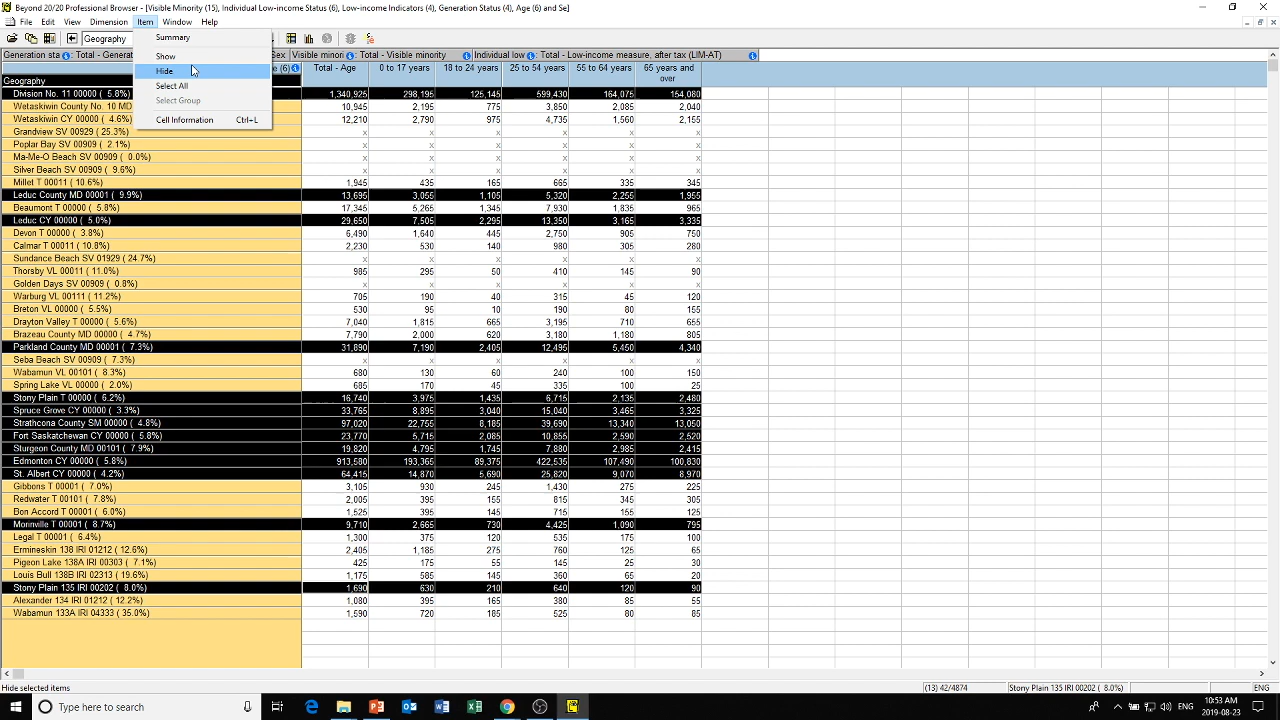 Beyond 20/20 Professional Browser - [Visible Minority (15), Individual Low-income Status (6), Low-income Indicators (4), Generation Status (4), Age (6) and Se]
File Edit View Dimension Item Window Help
Geography
Generation sta Total - Generat Sex Visible minori Total - Visible minority Individual low Total - Low-income measure, after tax (LIM-AT)
Summary
Show
Hide
Select All
Select Group
Cell Information Ctrl+L
e (6) Total - Age 0 to 17 years 18 to 24 years 25 to 54 years 55 to 64 years 65 years and over
Geography
Division No. 11 00000 ( 5.8%) 1,340,925 298,195 125,145 599,430 164,075 154,080
Wetaskiwin County No. 10 MD 10,945 2,195 775 3,850 2,085 2,040
Wetaskiwin CY 00000 ( 4.6%) 12,210 2,790 975 4,735 1,560 2,155
Grandview SV 00929 ( 25.3%) x x x x x x
Poplar Bay SV 00909 ( 2.1%) x x x x x x
Ma-Me-O Beach SV 00909 ( 0.0%) x x x x x x
Silver Beach SV 00909 ( 9.6%) x x x x x x
Millet T 00011 ( 10.6%) 1,945 435 165 665 335 345
Leduc County MD 00001 ( 9.9%) 13,695 3,055 1,105 5,320 2,255 1,955
Beaumont T 00000 ( 5.8%) 17,345 5,265 1,345 7,930 1,835 965
Leduc CY 00000 ( 5.0%) 29,650 7,505 2,295 13,350 3,165 3,335
Devon T 00000 ( 3.8%) 6,490 1,640 445 2,750 905 750
Calmar T 00011 ( 10.8%) 2,230 530 140 980 305 280
Sundance Beach SV 01929 ( 24.7%) x x x x x x
Thorsby VL 00011 ( 11.0%) 985 295 50 410 145 90
Golden Days SV 00909 ( 0.8%) x x x x x x
Warburg VL 00111 ( 11.2%) 705 190 40 315 45 120
Breton VL 00000 ( 5.5%) 530 95 10 190 80 155
Drayton Valley T 00000 ( 5.6%) 7,040 1,815 665 3,195 710 655
Brazeau County MD 00000 ( 4.7%) 7,790 2,000 620 3,180 1,180 805
Parkland County MD 00001 ( 7.3%) 31,890 7,190 2,405 12,495 5,450 4,340
Seba Beach SV 00909 ( 7.3%) x x x x x x
Wabamun VL 00101 ( 8.3%) 680 130 60 240 100 150
Spring Lake VL 00000 ( 2.0%) 685 170 45 335 100 25
Stony Plain T 00000 ( 6.2%) 16,740 3,975 1,435 6,715 2,135 2,480
Spruce Grove CY 00000 ( 3.3%) 33,765 8,895 3,040 15,040 3,465 3,325
Strathcona County SM 00000 ( 4.8%) 97,020 22,755 8,185 39,690 13,340 13,050
Fort Saskatchewan CY 00000 ( 5.8%) 23,770 5,715 2,085 10,855 2,590 2,520
Sturgeon County MD 00101 ( 7.9%) 19,820 4,795 1,745 7,880 2,985 2,415
Edmonton CY 00000 ( 5.8%) 913,580 193,365 89,375 422,535 107,490 100,830
St. Albert CY 00000 ( 4.2%) 64,415 14,870 5,690 25,820 9,070 8,970
Gibbons T 00001 ( 7.0%) 3,105 930 245 1,430 275 225
Redwater T 00101 ( 7.8%) 2,005 395 155 815 345 305
Bon Accord T 00001 ( 6.0%) 1,525 395 145 715 155 125
Morinville T 00001 ( 8.7%) 9,710 2,665 730 4,425 1,090 795
Legal T 00001 ( 6.4%) 1,300 375 120 535 175 100
Ermineskin 138 IRI 01212 ( 12.6%) 2,405 1,185 275 760 125 65
Pigeon Lake 138A IRI 00303 ( 7.1%) 425 175 55 145 25 30
Louis Bull 138B IRI 02313 ( 19.6%) 1,175 585 145 360 65 20
Stony Plain 135 IRI 00202 ( 8.0%) 1,690 630 210 640 120 90
Alexander 134 IRI 01211 ( 12.2%) 1,080 395 165 380 85 55
Wabamun 133A IRI 04333 ( 35.0%) 1,590 720 185 525 80 85
Hide selected items (13) 42/4874 Stony Plain 135 IRI 00202 ( 8.0%) ENG
Type here to search ENG 10:53 AM 2019-08-23